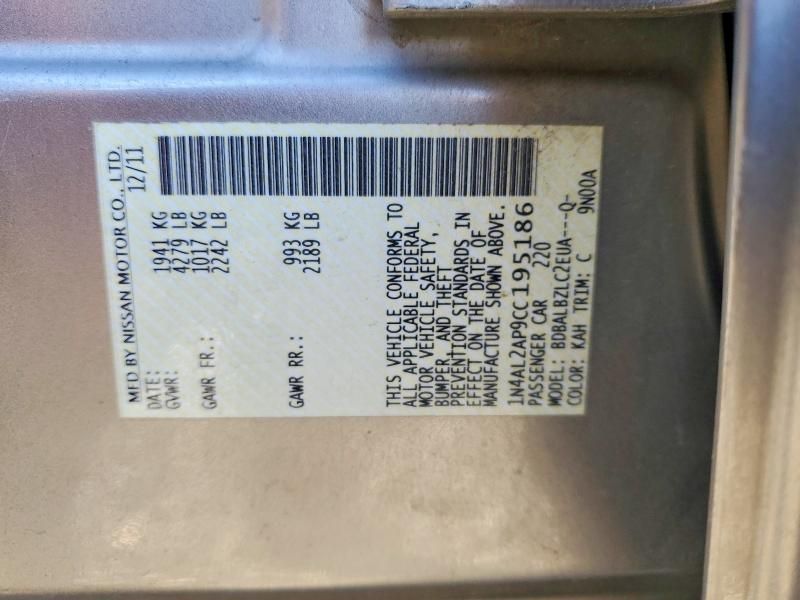 MFD BY NISSAN MOTOR CO., LTD.
DATE: 12/11
GVWR: 1941 KG
4279 LB
GAWR FR.: 1017 KG
2242 LB
GAWR RR.: 993 KG
2189 LB
THIS VEHICLE CONFORMS TO
ALL APPLICABLE FEDERAL
MOTOR VEHICLE SAFETY,
BUMPER, AND THEFT
PREVENTION STANDARDS IN
EFFECT ON THE DATE OF
MANUFACTURE SHOWN ABOVE.
1N4AL2AP9CC195186
PASSENGER CAR 220
MODEL: BDBALBZLC2EUA---Q-
COLOR: KAH TRIM: C 9N00A